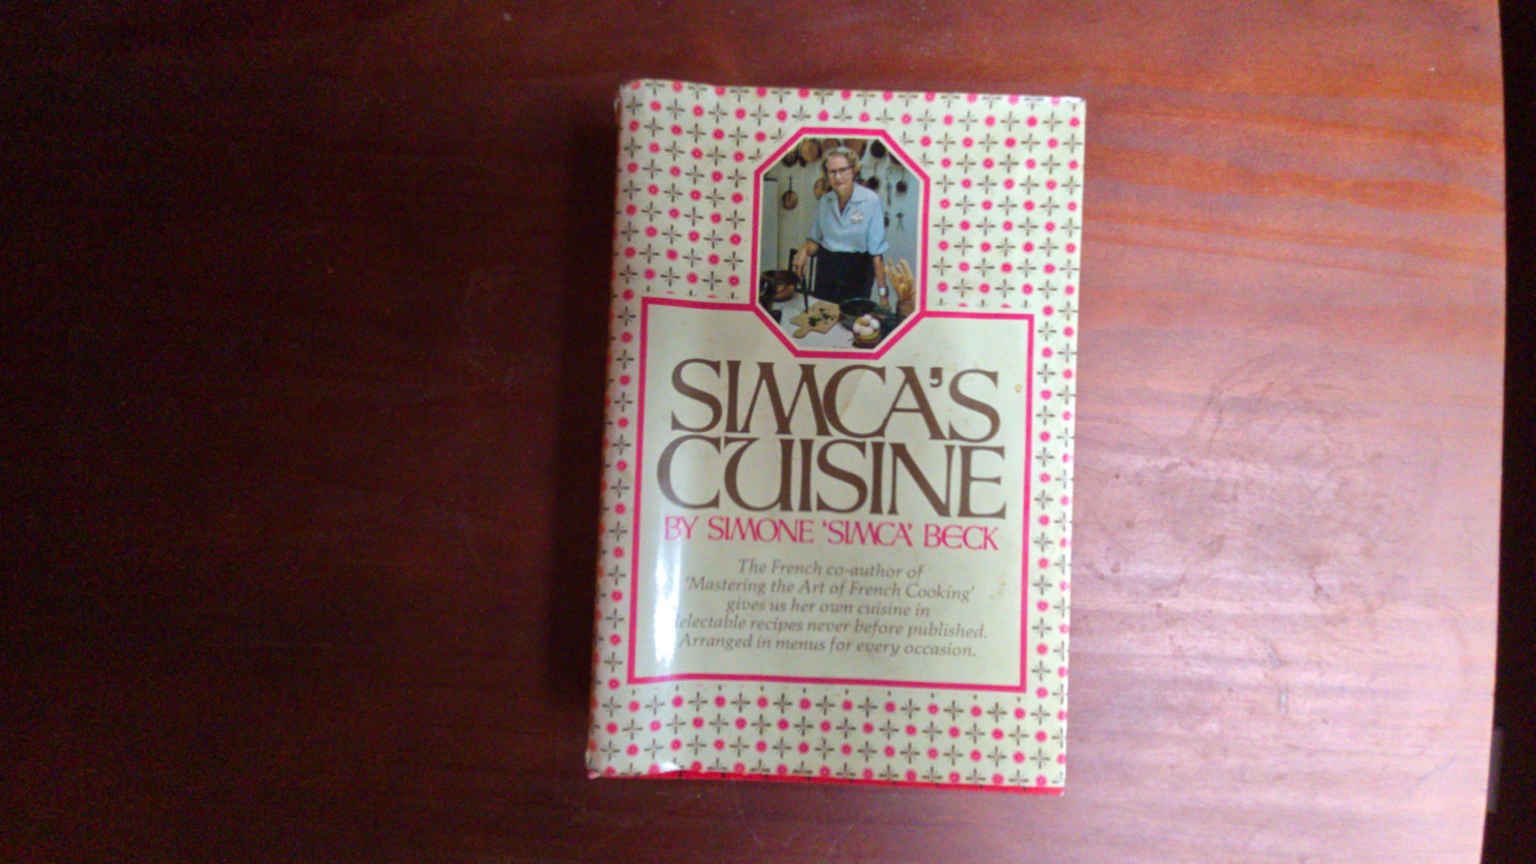 SIMCA'S
CUISINE
BY SIMONE 'SIMCA' BECK
The French co-author of
'Mastering the Art of French Cooking'
gives us her own cuisine in
delectable recipes never before published.
Arranged in menus for every occasion.